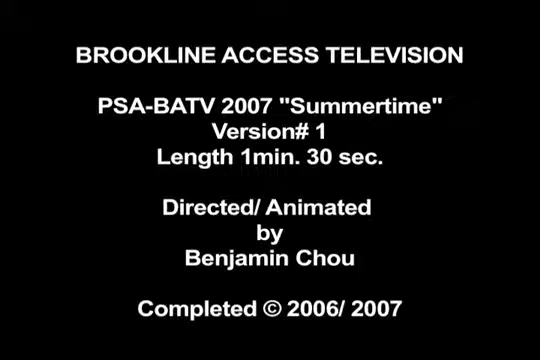 BROOKLINE ACCESS TELEVISION
PSA-BATV 2007 "Summertime"
Version# 1
Length 1min. 30 sec.
Directed/ Animated
by
Benjamin Chou
Completed © 2006/ 2007